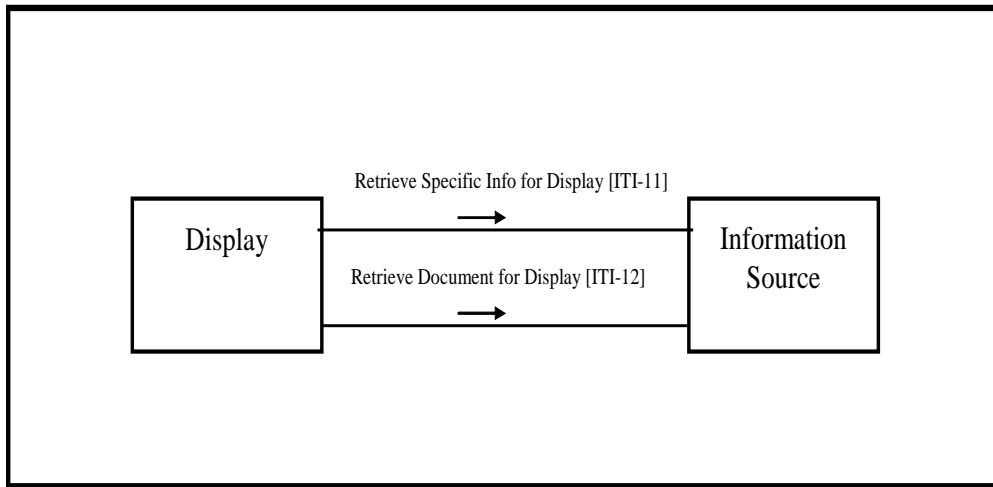 Retrieve Specific Info for Display [ITI-11]
Display
Information
Source
Retrieve Document for Display [ITI-12]